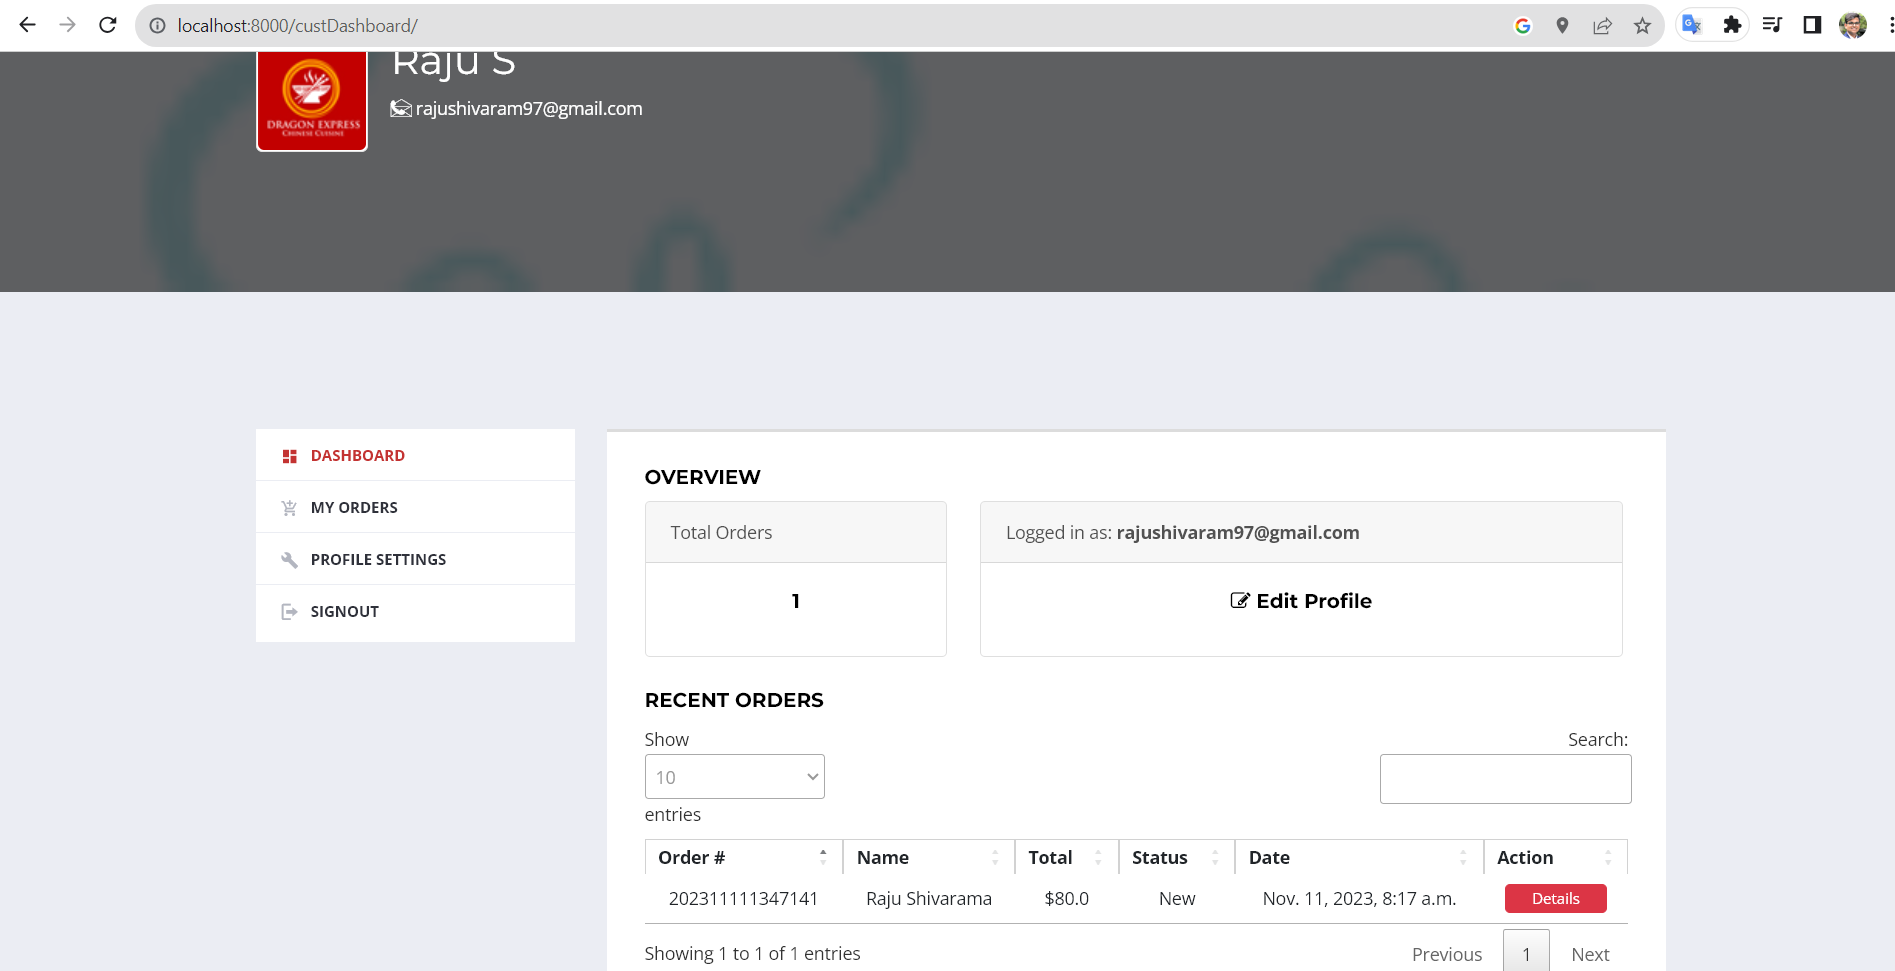 localhost:8000/custDashboard/
Raju S
rajushivaram97@gmail.com
DRAGON EXPRESS
CHINESE CUISINE
DASHBOARD
MY ORDERS
PROFILE SETTINGS
SIGNOUT
OVERVIEW
Total Orders
1
Logged in as: rajushivaram97@gmail.com
Edit Profile
RECENT ORDERS
Show
10
entries
Search:
Order # Name Total Status Date Action
202311111347141 Raju Shivarama $80.0 New Nov. 11, 2023, 8:17 a.m. Details
Showing 1 to 1 of 1 entries
Previous 1 Next